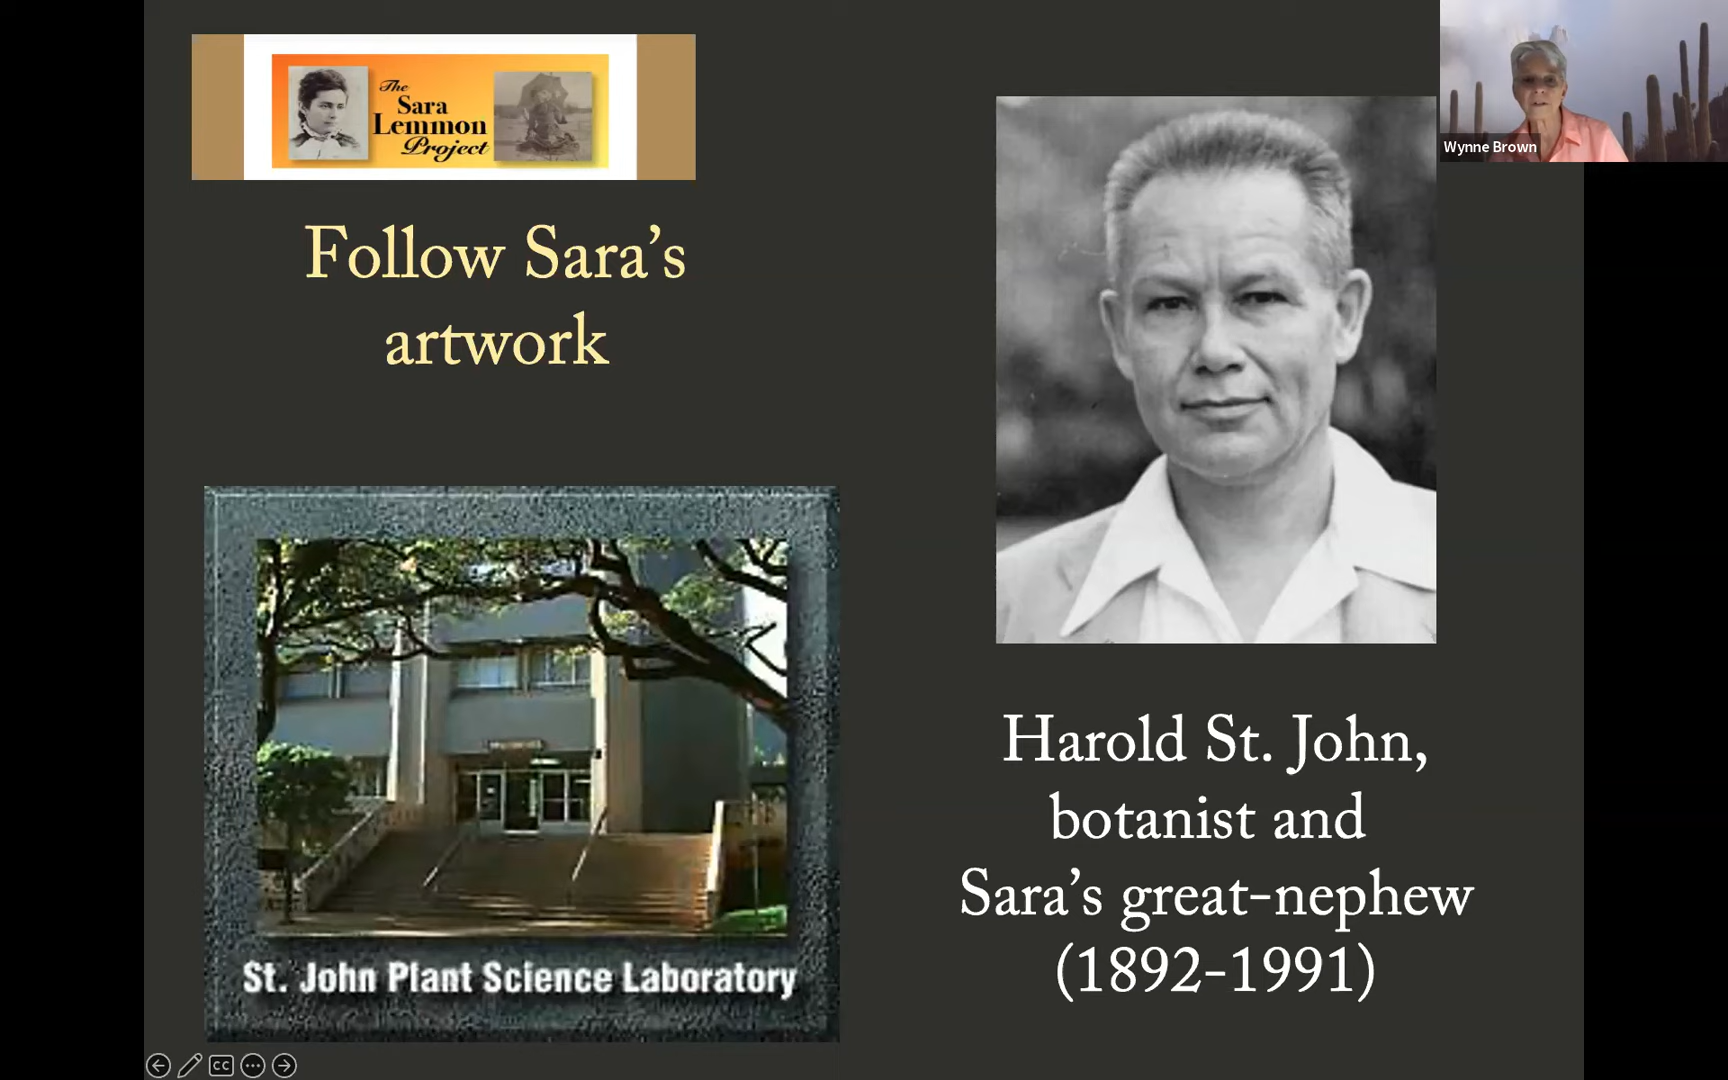 The
Sara
Lemmon
Project
Follow Sara’s
artwork
St. John Plant Science Laboratory
Harold St. John,
botanist and
Sara’s great-nephew
(1892-1991)
Wynne Brown
CC